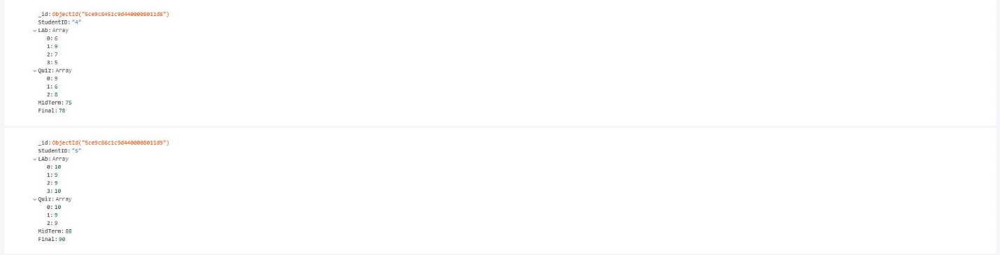 _id: ObjectId("5ce9c8451c9d4400008011d8")
StudentID: "4"
LAb: Array
0: 6
1: 9
2: 7
3: 5
Quiz: Array
0: 9
1: 6
2: 8
MidTerm: 75
Final: 78
_id: ObjectId("5ce9c86c1c9d4400008011d9")
StudentID: "5"
LAb: Array
0: 10
1: 9
2: 9
3: 10
Quiz: Array
0: 10
1: 9
2: 9
MidTerm: 88
Final: 90